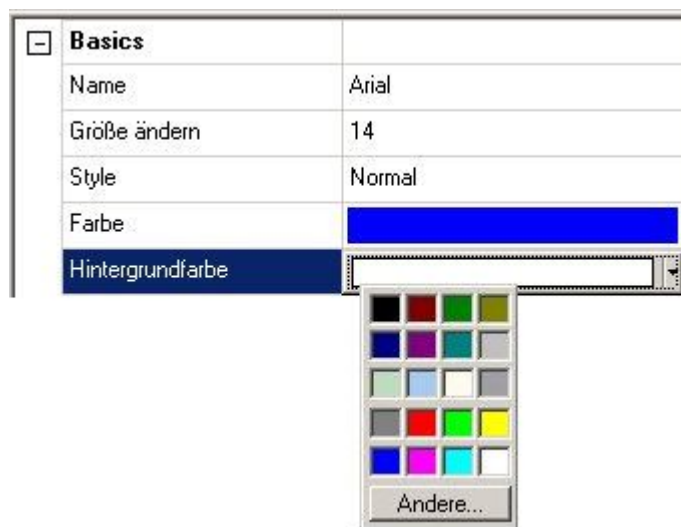 Basics
Name Arial
Größe ändern 14
Style Normal
Farbe
Hintergrundfarbe
Andere...